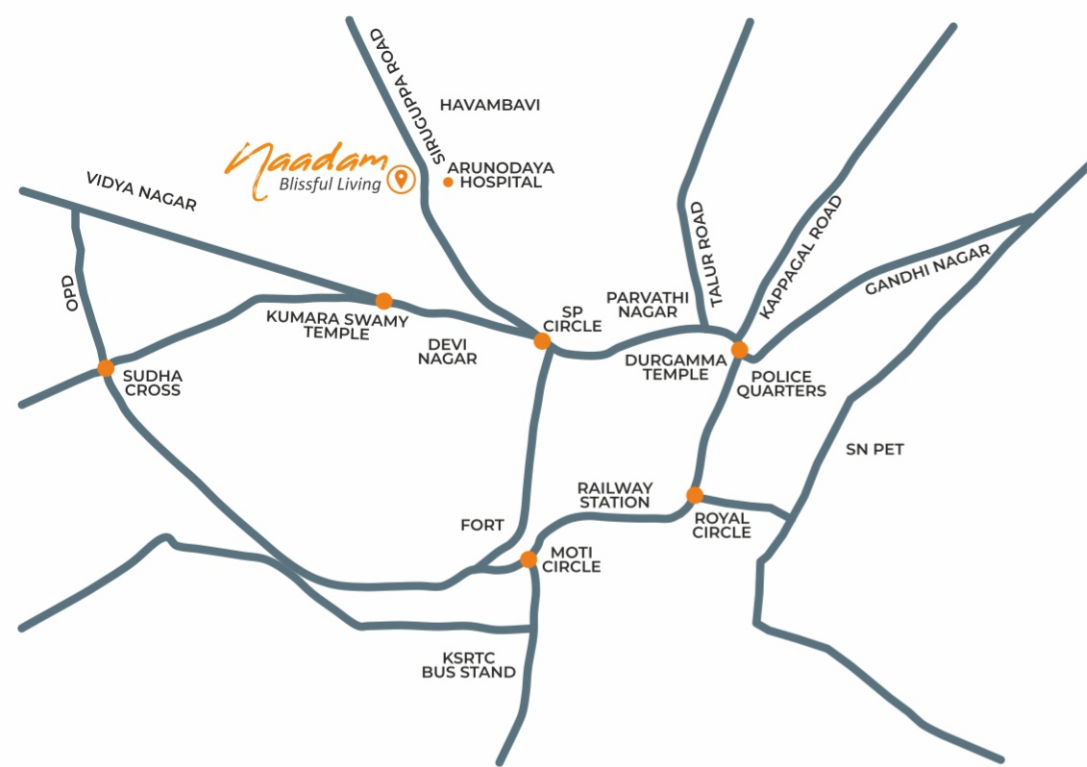 SIRUGUPPA ROAD
HAVAMBAVI
Naadam
Blissful Living
ARUNODAYA
HOSPITAL
VIDYA NAGAR
OPD
KUMARA SWAMY
TEMPLE
DEVI
NAGAR
SP
CIRCLE
PARVATHI
NAGAR
TALUR ROAD
KAPPAGAL ROAD
GANDHI NAGAR
SUDHA
CROSS
DURGAMMA
TEMPLE
POLICE
QUARTERS
SN PET
RAILWAY
STATION
ROYAL
CIRCLE
FORT
MOTI
CIRCLE
KSRTC
BUS STAND